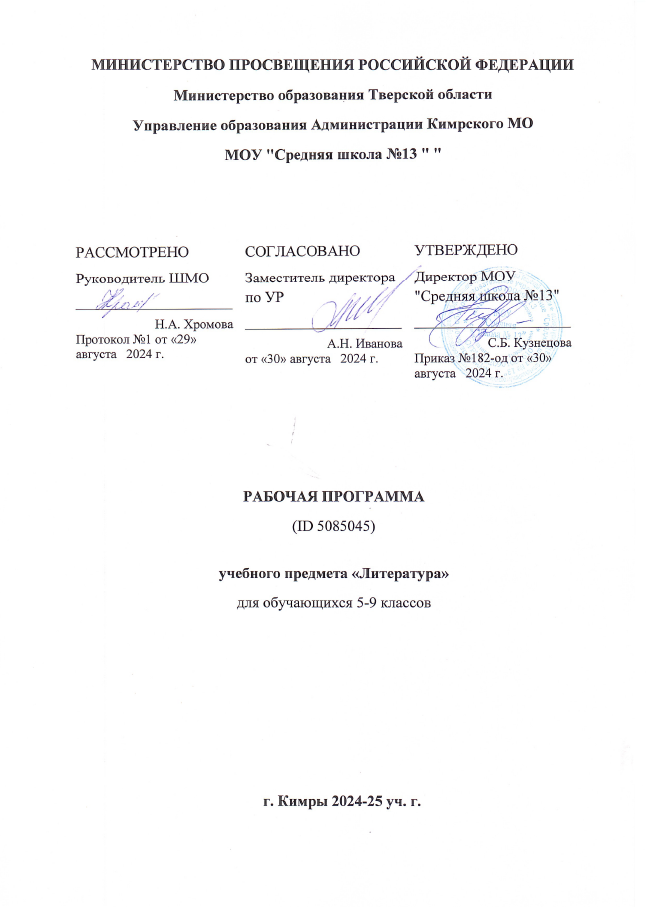 МИНИСТЕРСТВО ПРОСВЕЩЕНИЯ РОССИЙСКОЙ ФЕДЕРАЦИИ
Министерство образования Тверской области
Управление образования Администрации Кимрского МО
МОУ "Средняя школа №13 " "
РАССМОТРЕНО
Руководитель ШМО
Н.А. Хромова
Протокол №1 от «29»
августа 2024 г.
СОГЛАСОВАНО
Заместитель директора
по УР
А.Н. Иванова
от «30» августа 2024 г.
УТВЕРЖДЕНО
Директор МОУ
"Средняя школа №13"
С.Б. Кузнецова
Приказ №182-од от «30»
августа 2024 г.
РАБОЧАЯ ПРОГРАММА
(ID 5085045)
учебного предмета «Литература»
для обучающихся 5-9 классов
г. Кимры 2024-25 уч. г.